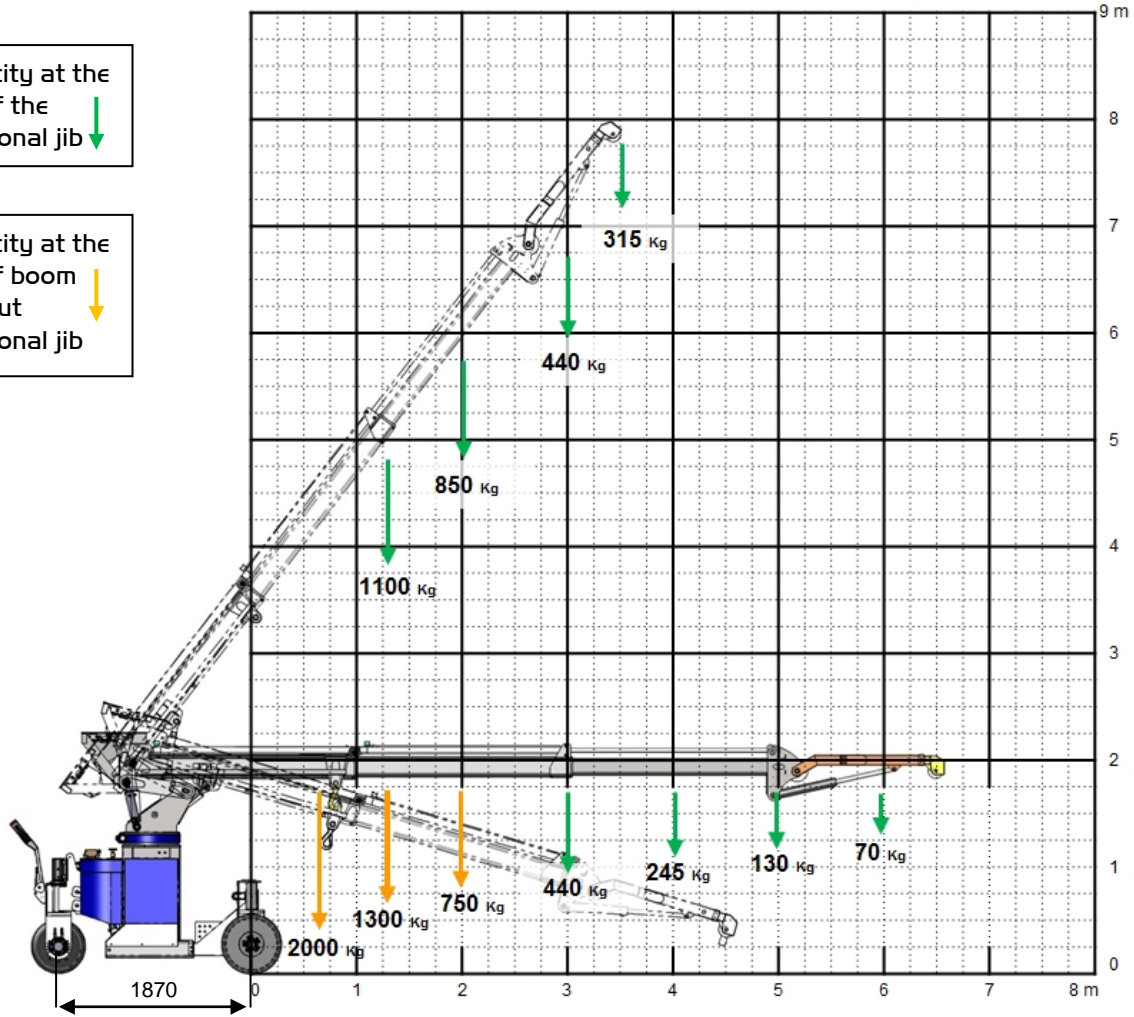 9 m
ity at the
f the
onal jib
8
7
315 Kg
ity at the
f boom
ut
onal jib
6
440 Kg
5
850 Kg
4
1100 Kg
3
2
1
130 Kg
70 Kg
245 Kg
440 Kg
750 Kg
1300 Kg
2000 Kg
0
1870
0 1 2 3 4 5 6 7 8 m